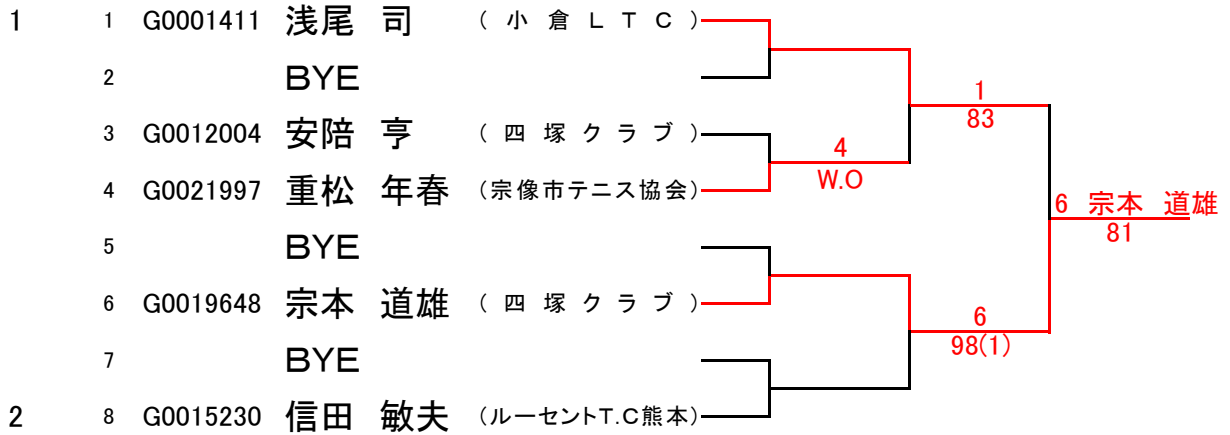 1 1 G0001411 浅尾 司 (小倉LTC)
2 BYE
1
83
3 G0012004 安陪 亨 (四塚クラブ)
4
W.O
4 G0021997 重松 年春 (宗像市テニス協会)
6 宗本 道雄
81
5 BYE
6 G0019648 宗本 道雄 (四塚クラブ)
6
98(1)
7 BYE
2 8 G0015230 信田 敏夫 (ルーセントT.C熊本)